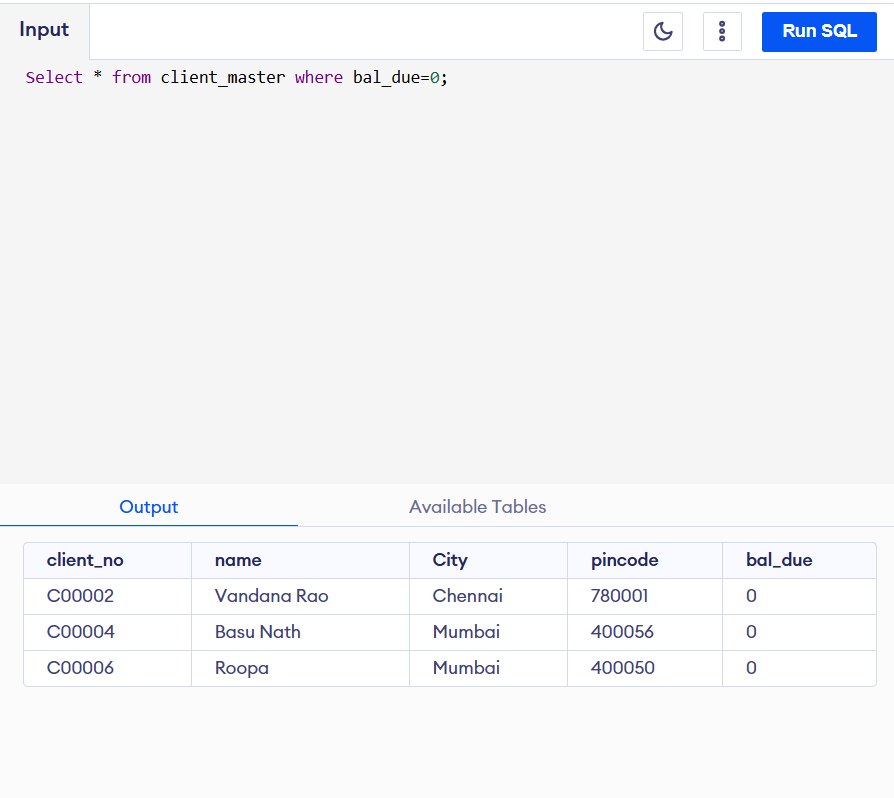 Input
Run SQL
Select * from client_master where bal_due=0;
Output Available Tables
client_no name City pincode bal_due
C00002 Vandana Rao Chennai 780001 0
C00004 Basu Nath Mumbai 400056 0
C00006 Roopa Mumbai 400050 0